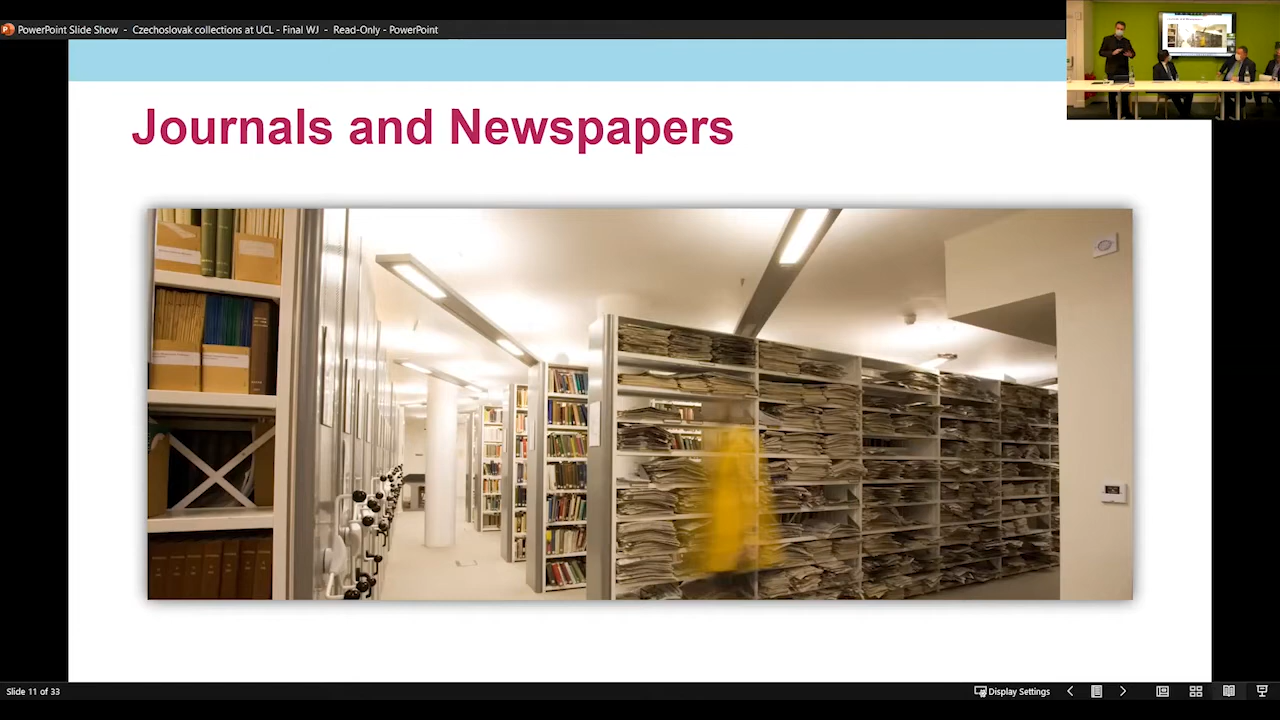 PowerPoint Slide Show - Czechoslovak collections at UCL - Final WJ - Read-Only - PowerPoint
Journals and Newspapers
Slide 11 of 33
Display Settings